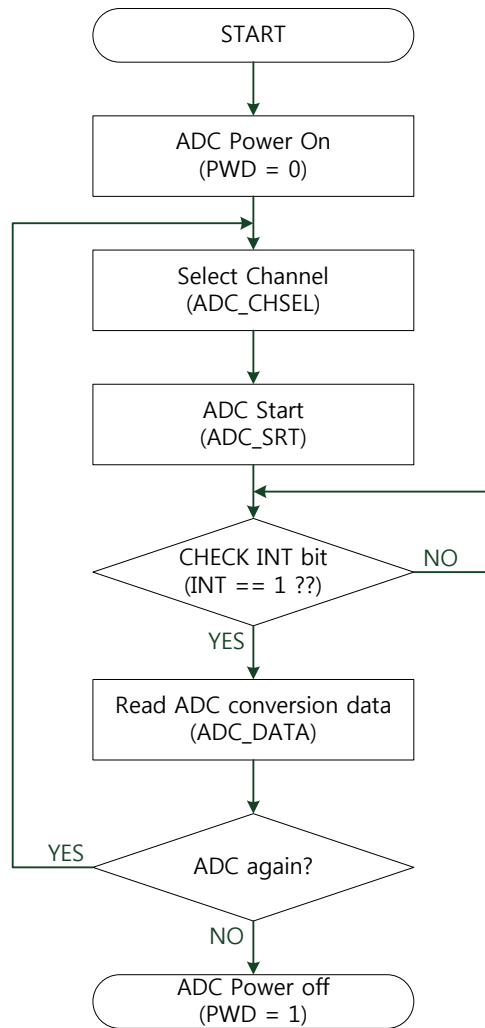 START
ADC Power On
(PWD = 0)
Select Channel
(ADC_CHSEL)
ADC Start
(ADC_SRT)
CHECK INT bit
(INT == 1 ??)
NO
YES
Read ADC conversion data
(ADC_DATA)
YES
ADC again?
NO
ADC Power off
(PWD = 1)